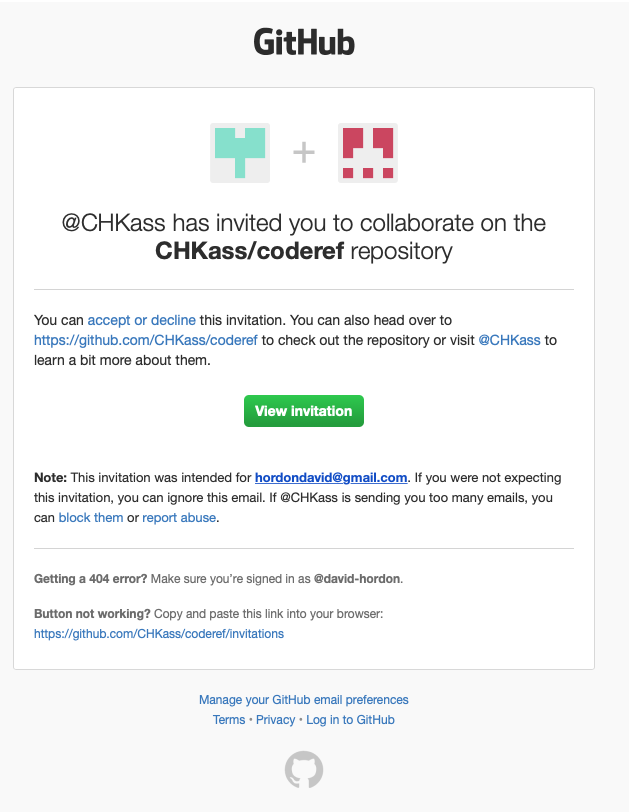 GitHub
@CHKass has invited you to collaborate on the
CHKass/coderef repository
You can accept or decline this invitation. You can also head over to
https://github.com/CHKass/coderef to check out the repository or visit @CHKass to
learn a bit more about them.
View invitation
Note: This invitation was intended for hordondavid@gmail.com. If you were not expecting
this invitation, you can ignore this email. If @CHKass is sending you too many emails, you
can block them or report abuse.
Getting a 404 error? Make sure you’re signed in as @david-hordon.
Button not working? Copy and paste this link into your browser:
https://github.com/CHKass/coderef/invitations
Manage your GitHub email preferences
Terms • Privacy • Log in to GitHub